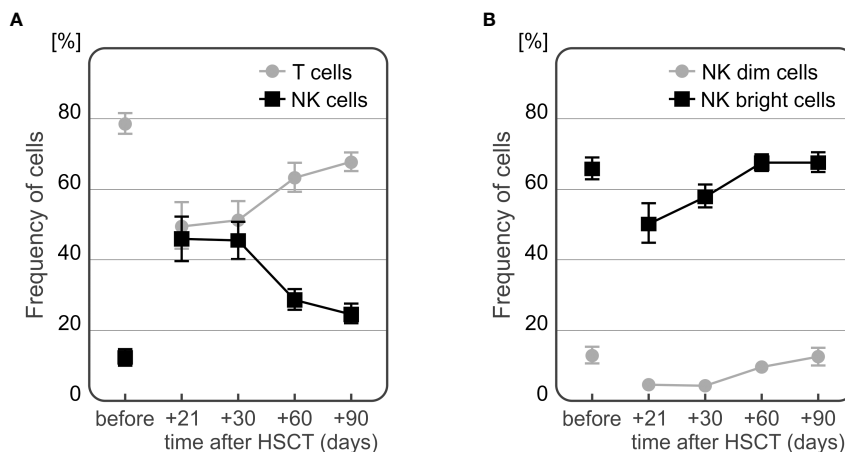 A
[%]
T cells
NK cells
Frequency of cells
80
60
40
20
0
before +21 +30 +60 +90
time after HSCT (days)
B
[%]
NK dim cells
NK bright cells
Frequency of cells
80
60
40
20
0
before +21 +30 +60 +90
time after HSCT (days)